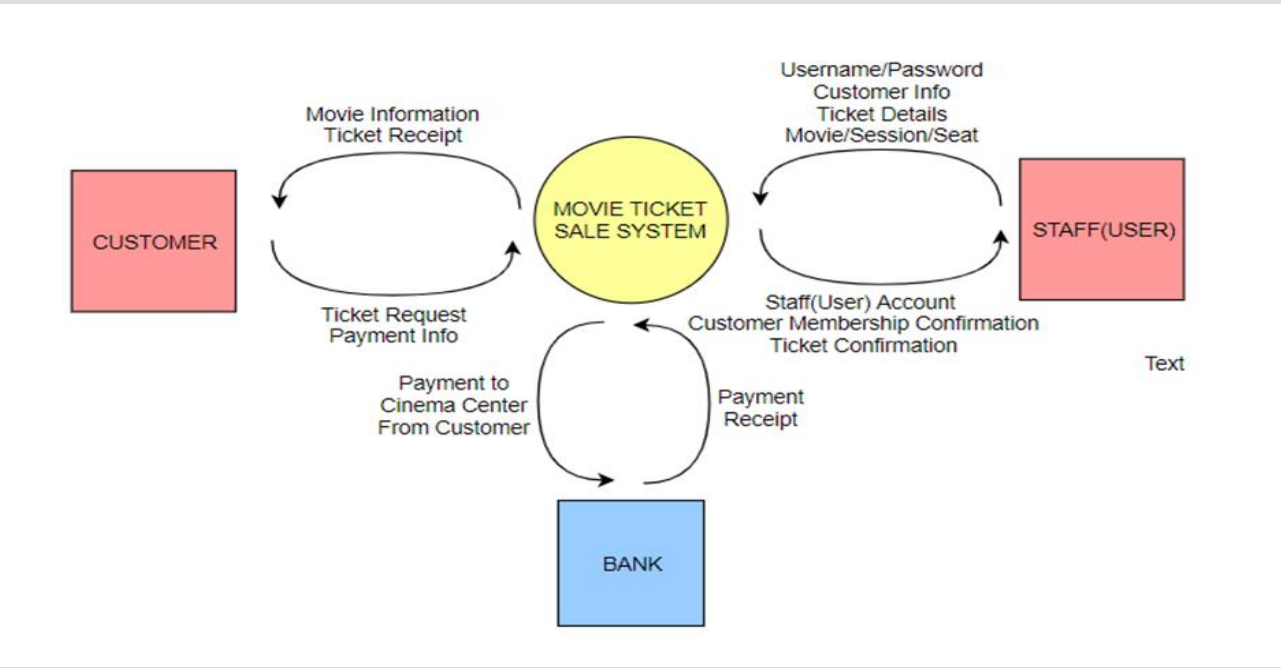 Username/Password
Customer Info
Ticket Details
Movie/Session/Seat
Movie Information
Ticket Receipt
CUSTOMER
MOVIE TICKET
SALE SYSTEM
STAFF(USER)
Ticket Request
Payment Info
Staff(User) Account
Customer Membership Confirmation
Ticket Confirmation
Text
Payment to
Cinema Center
From Customer
Payment
Receipt
BANK